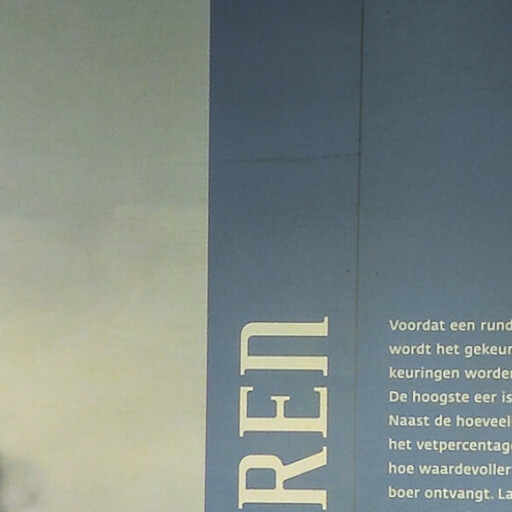 REN
Voordat een rund
wordt het gekeur
keuringen worden
De hoogste eer is
Naast de hoeveel
het vetpercentage
hoe waardevoller
boer ontvangt. La